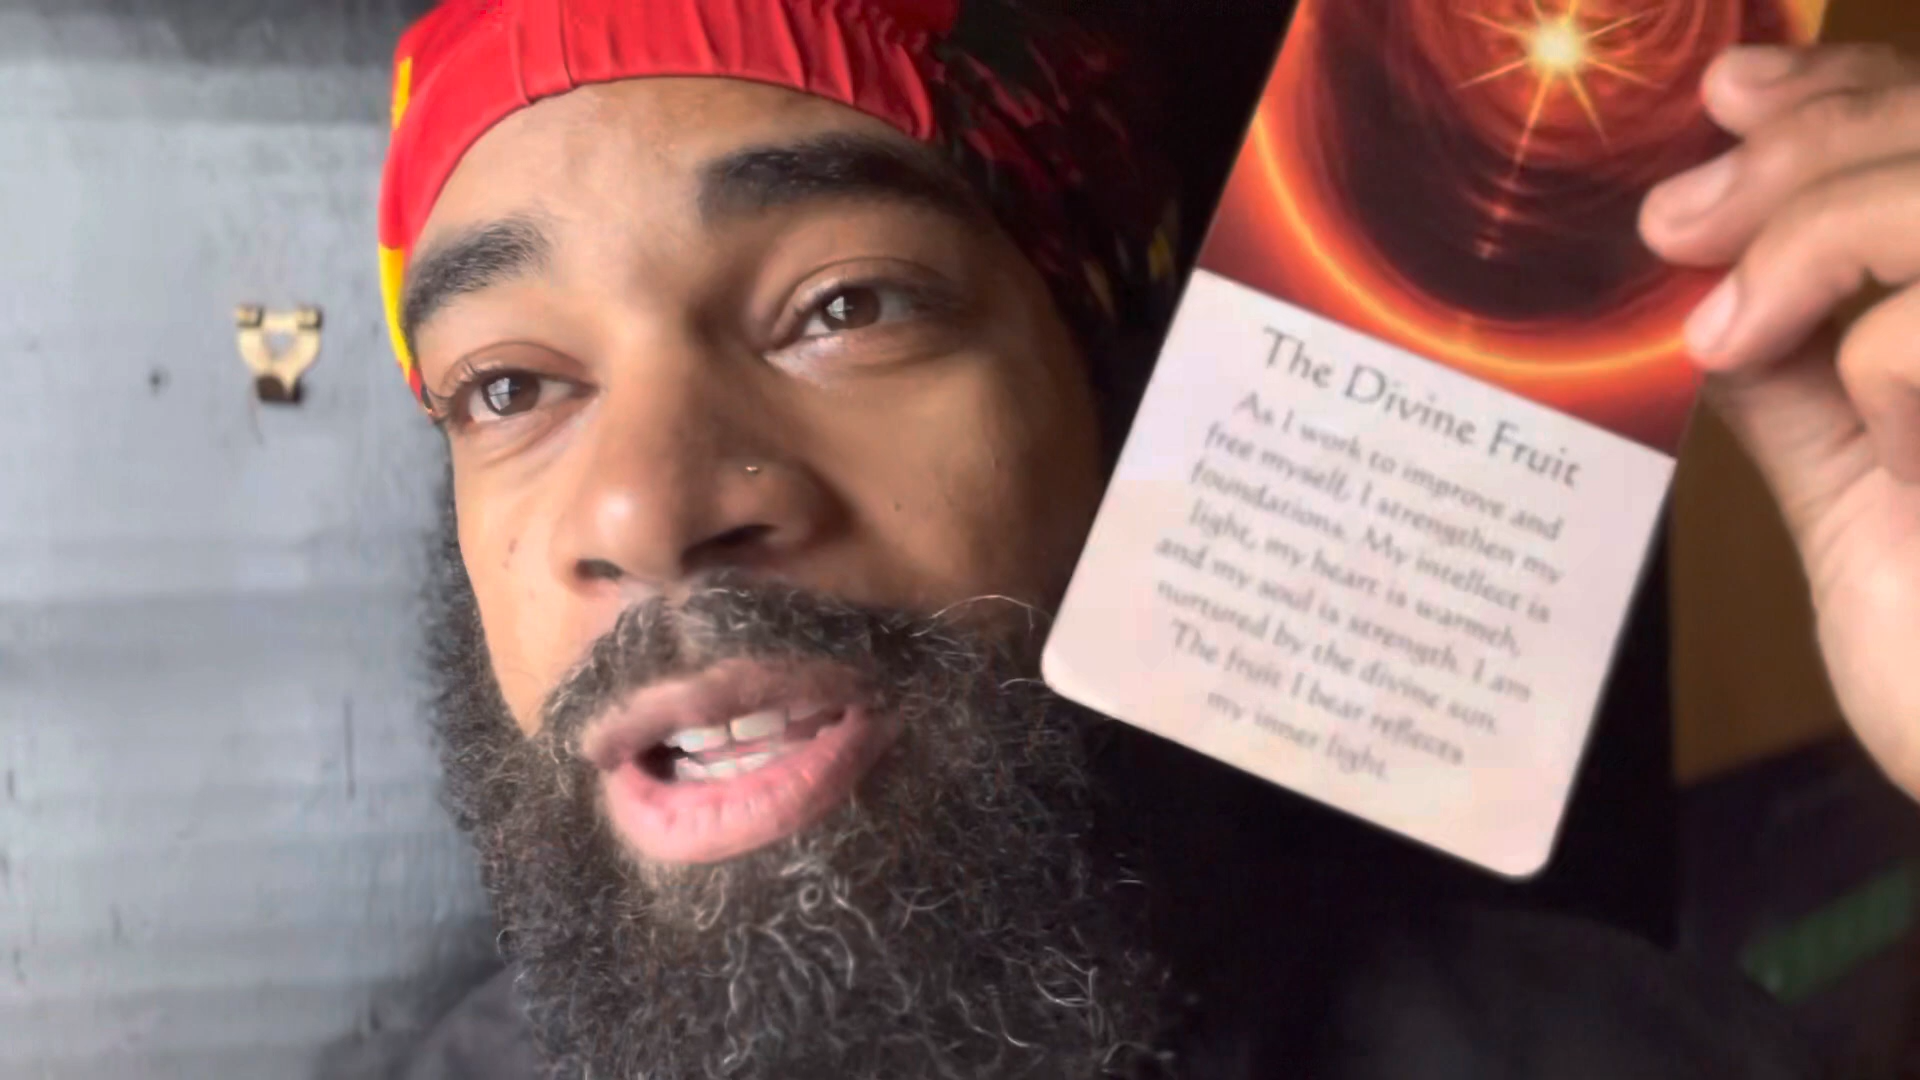 The Divine Fruit
As I work to improve and
free myself, I strengthen my
foundations. My intellect is
light, my heart is warmth,
and my soul is strength. I am
nurtured by the divine sun.
The fruit I bear reflects
my inner light.